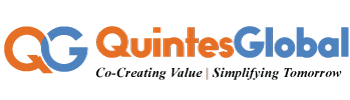 QG QuintesGlobal
Co-Creating Value | Simplifying Tomorrow